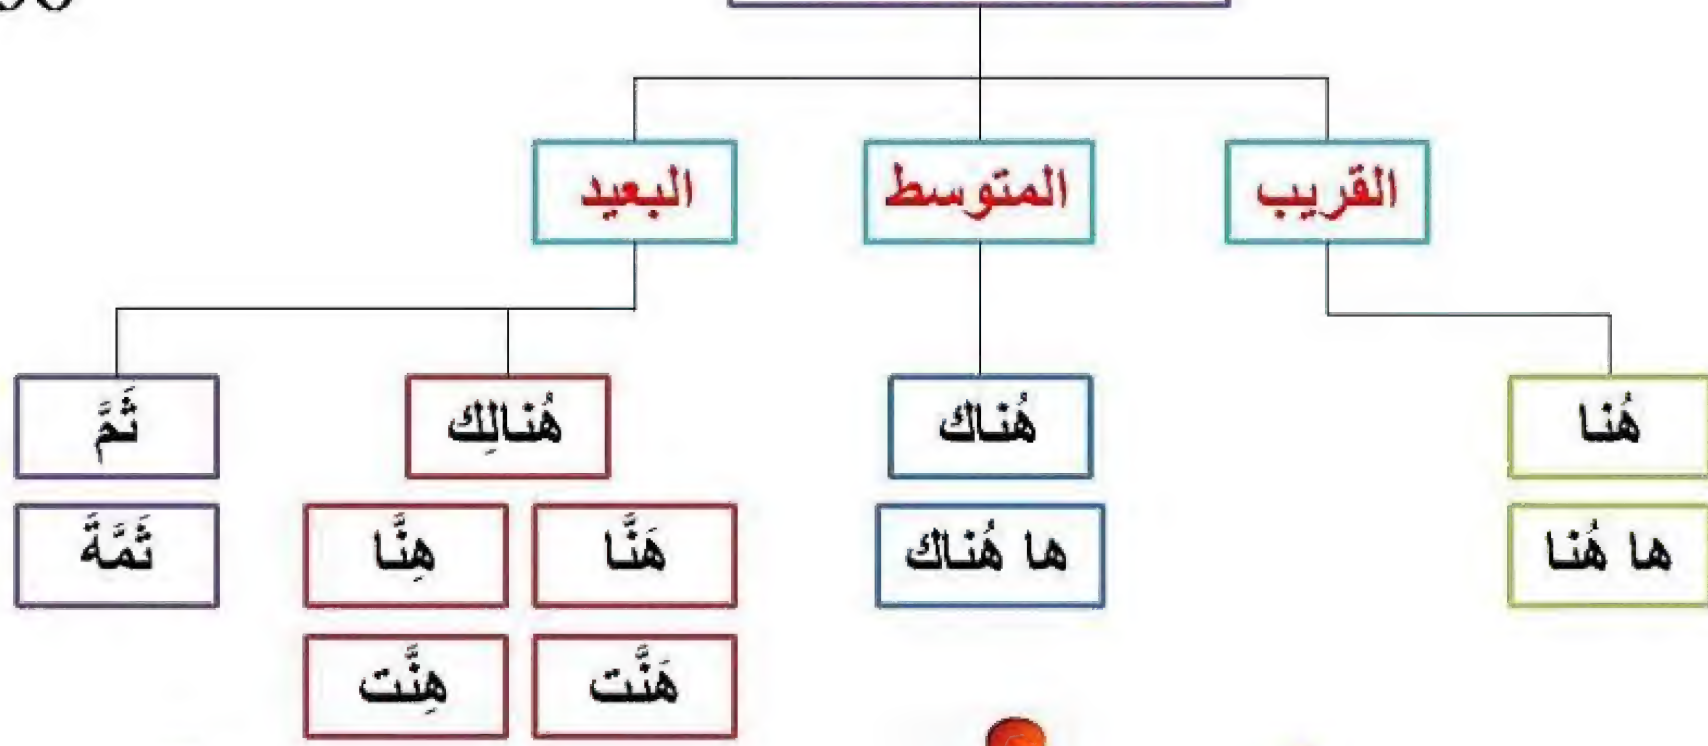 القريب المتوسط البعيد
هُنا هُناك هُنالِك ثَمَّ
ها هُنا ها هُناك هَنَّا هِنَّا ثَمَّةَ
هَنَّت هِنَّت